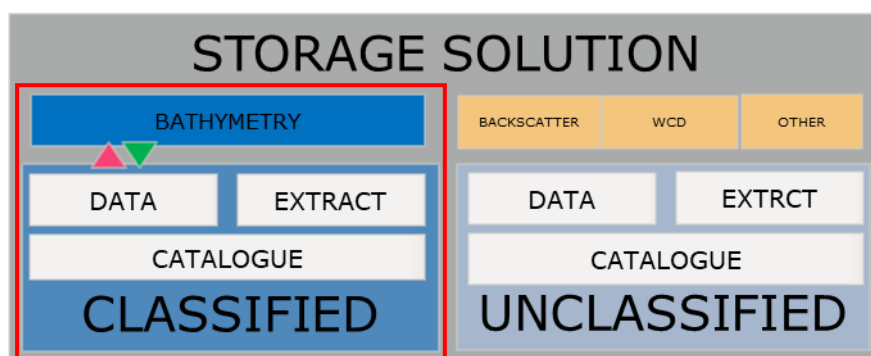 STORAGE SOLUTION
BATHYMETRY
BACKSCATTER WCD OTHER
DATA EXTRACT
DATA EXTRCT
CATALOGUE
CATALOGUE
CLASSIFIED
UNCLASSIFIED